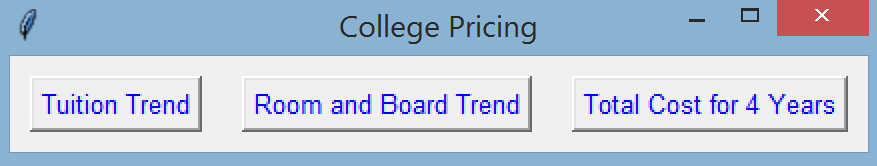 College Pricing
Tuition Trend Room and Board Trend Total Cost for 4 Years